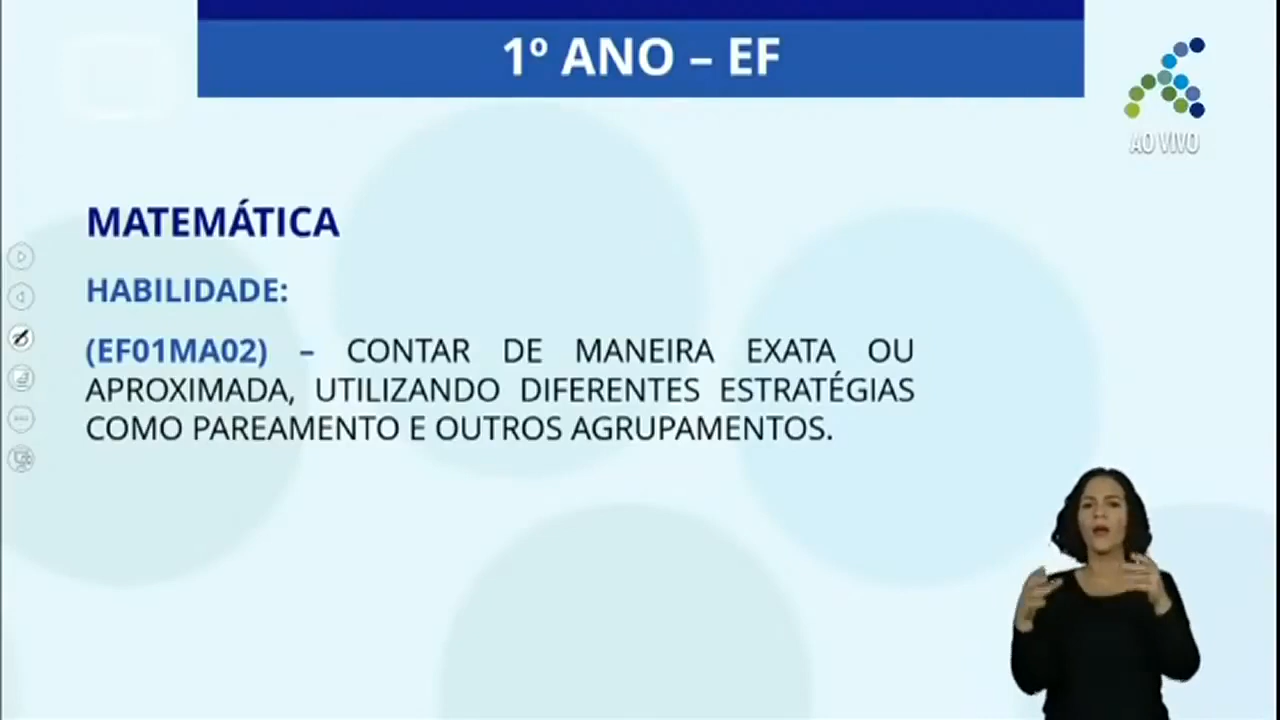 1º ANO – EF
AO VIVO
MATEMÁTICA
HABILIDADE:
(EF01MA02) – CONTAR DE MANEIRA EXATA OU
APROXIMADA, UTILIZANDO DIFERENTES ESTRATÉGIAS
COMO PAREAMENTO E OUTROS AGRUPAMENTOS.